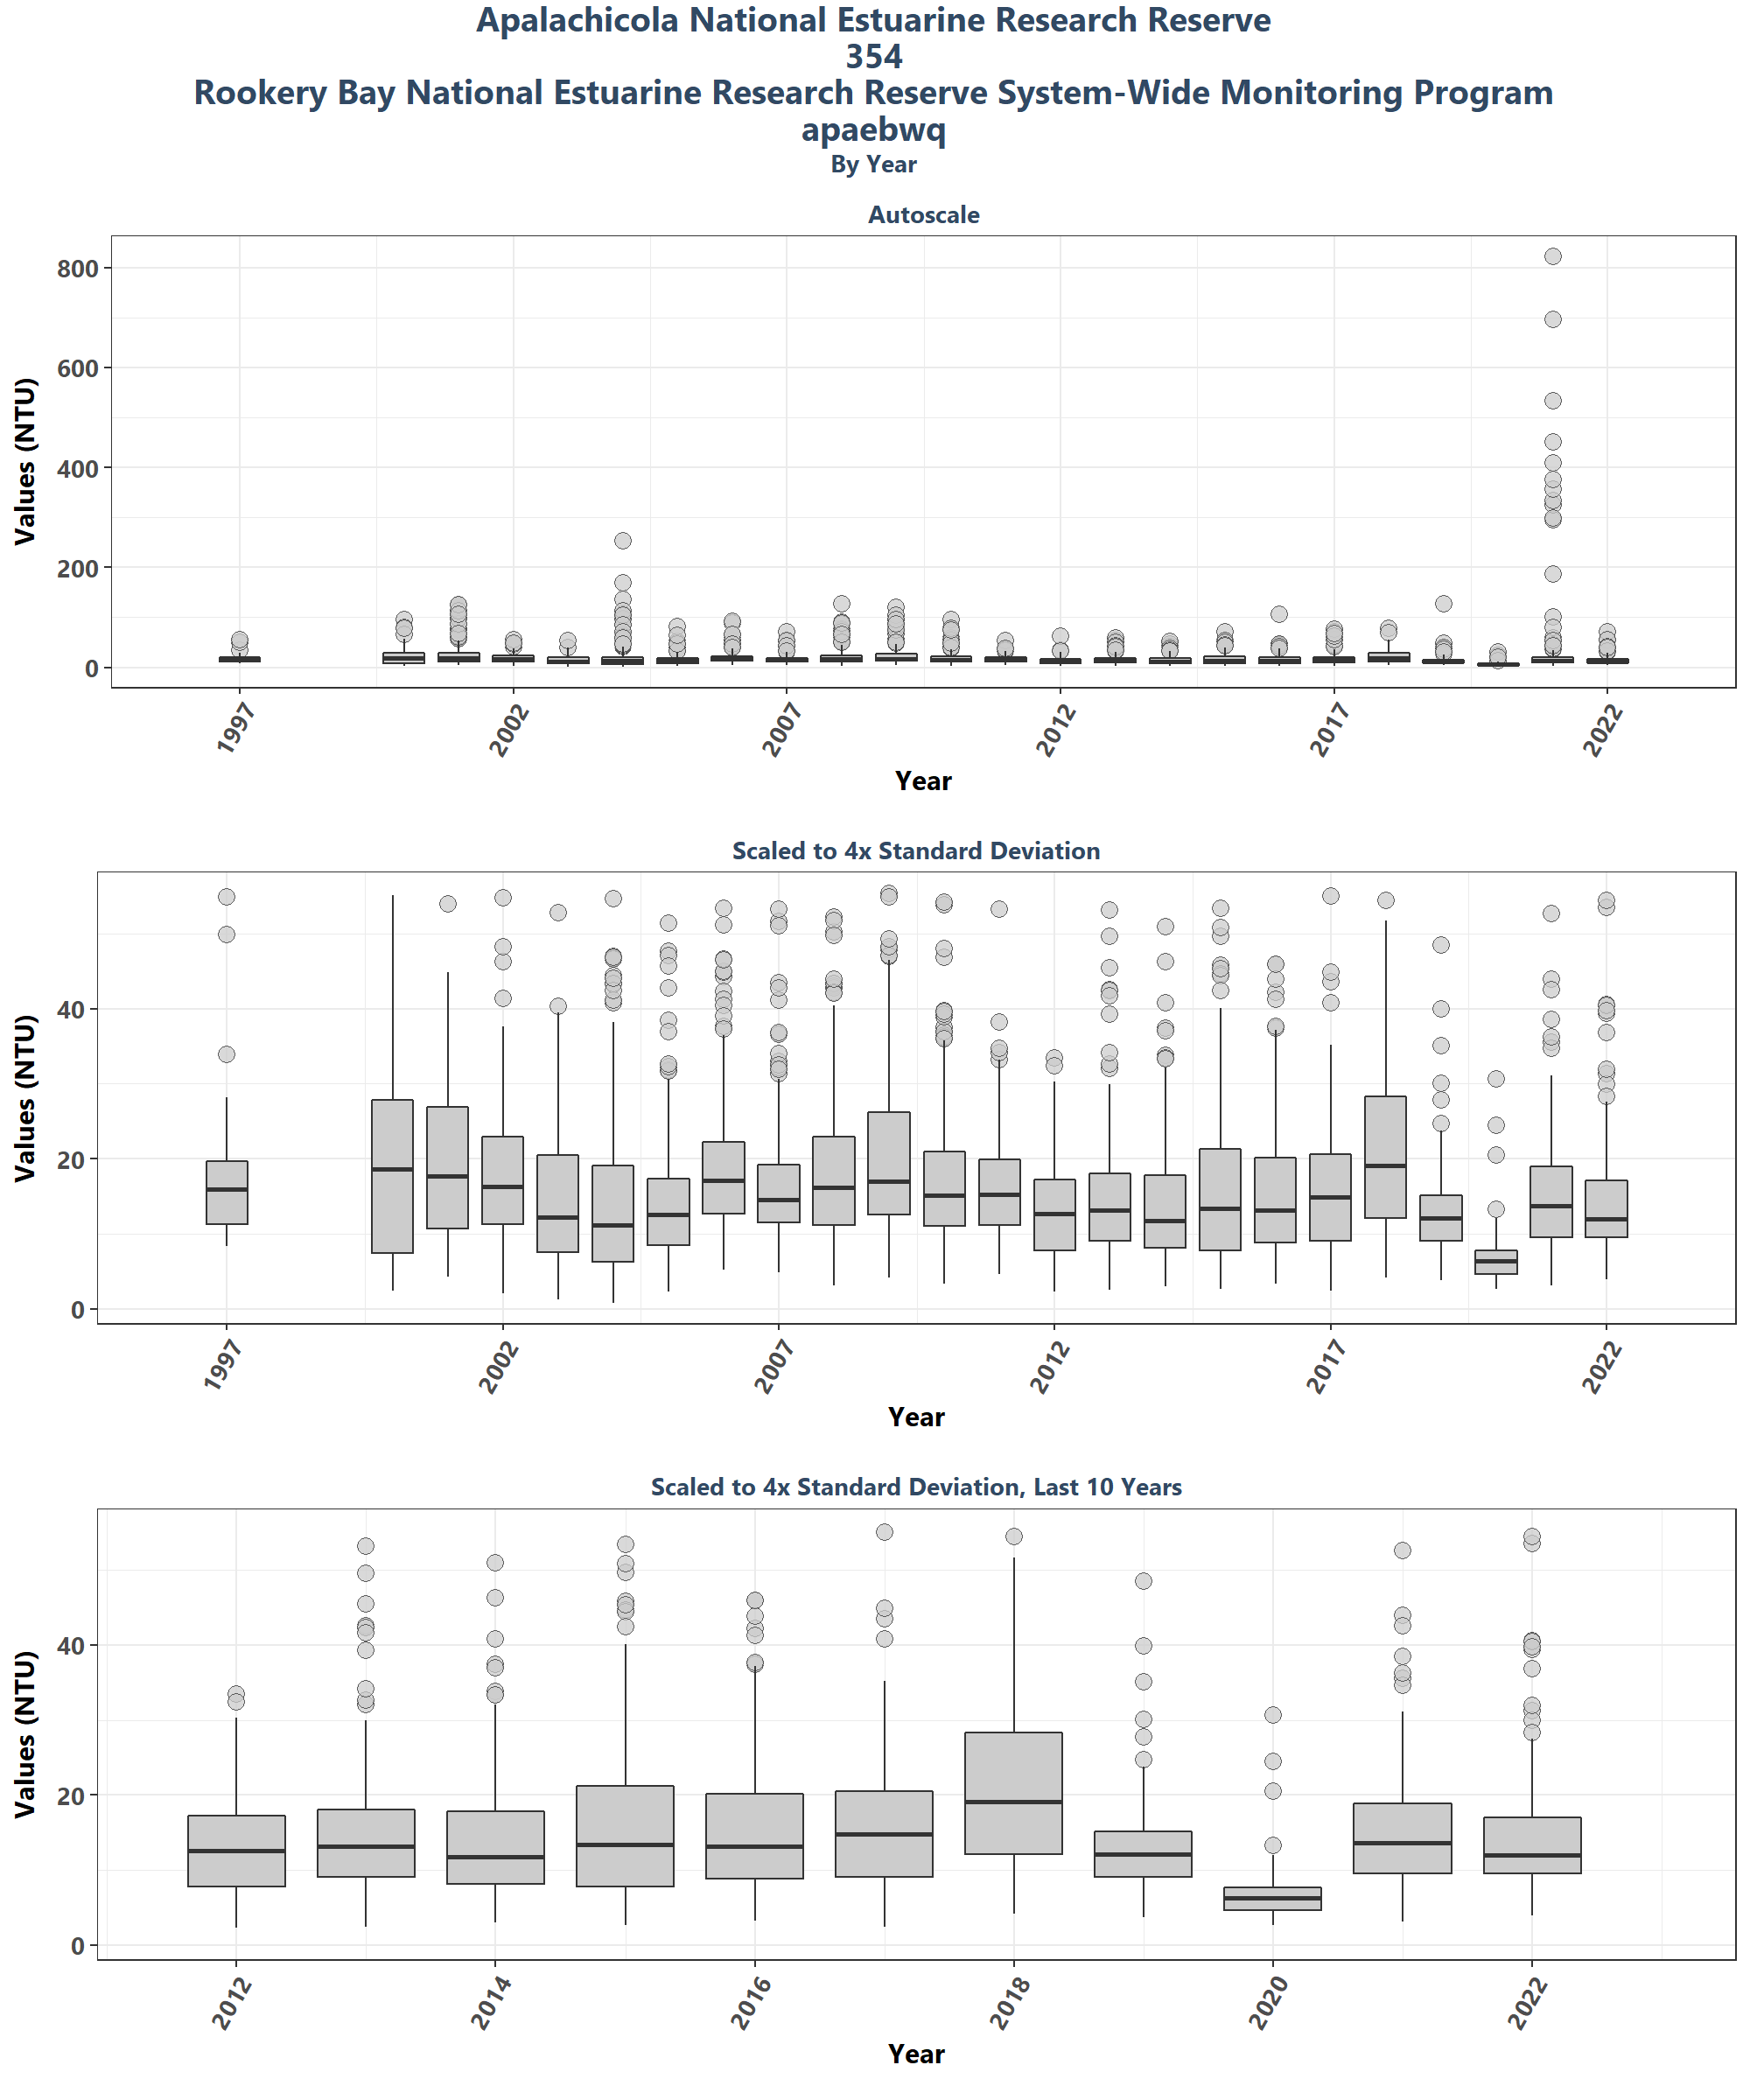 Apalachicola National Estuarine Research Reserve
354
Rookery Bay National Estuarine Research Reserve System-Wide Monitoring Program
apaebwq
By Year
Autoscale
Values (NTU)
800
600
400
200
0
1997 2002 2007 2012 2017 2022
Year
Scaled to 4x Standard Deviation
Values (NTU)
40
20
0
1997 2002 2007 2012 2017 2022
Year
Scaled to 4x Standard Deviation, Last 10 Years
Values (NTU)
40
20
0
2012 2014 2016 2018 2020 2022
Year